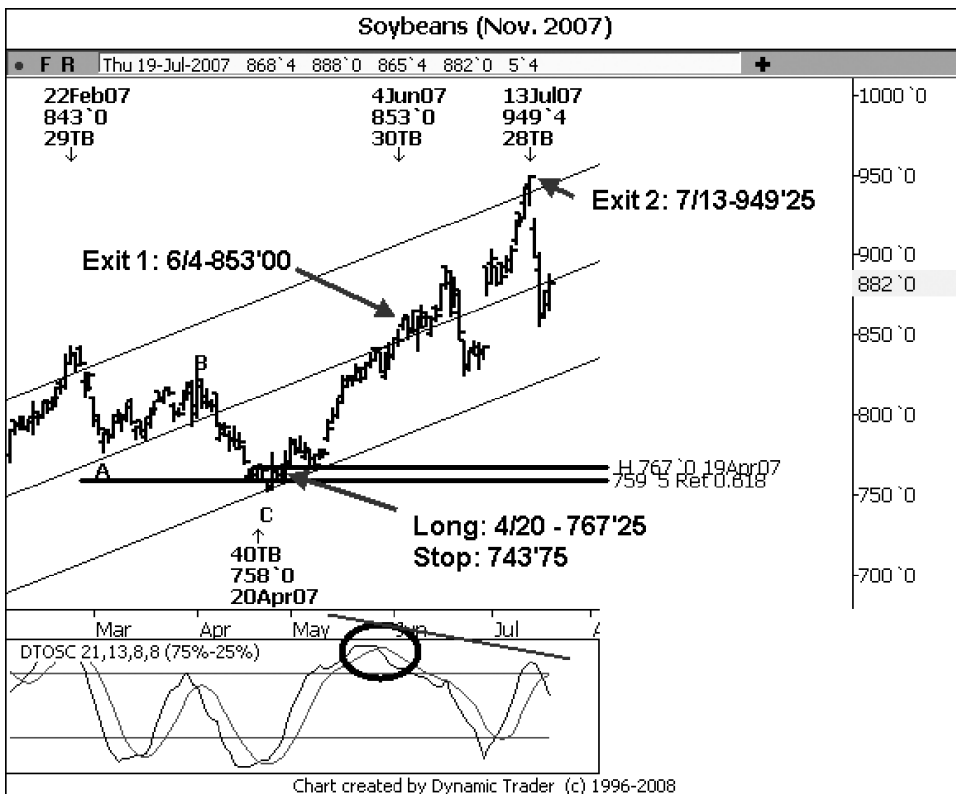 Soybeans (Nov. 2007)
F R Thu 19-Jul-2007 868`4 888`0 865`4 882`0 5`4
22Feb07
843`0
29TB
4Jun07
853`0
30TB
13Jul07
949`4
28TB
1000`0
950`0
900`0
882`0
850`0
800`0
750`0
700`0
Exit 2: 7/13-949'25
Exit 1: 6/4-853'00
B
A
C
H 767`0 19Apr07
759`5 Ret 0.618
Long: 4/20 - 767'25
Stop: 743'75
40TB
758`0
20Apr07
Mar Apr May Jun Jul A
DTOSC 21,13,8,8 (75%-25%)
Chart created by Dynamic Trader (c) 1996-2008